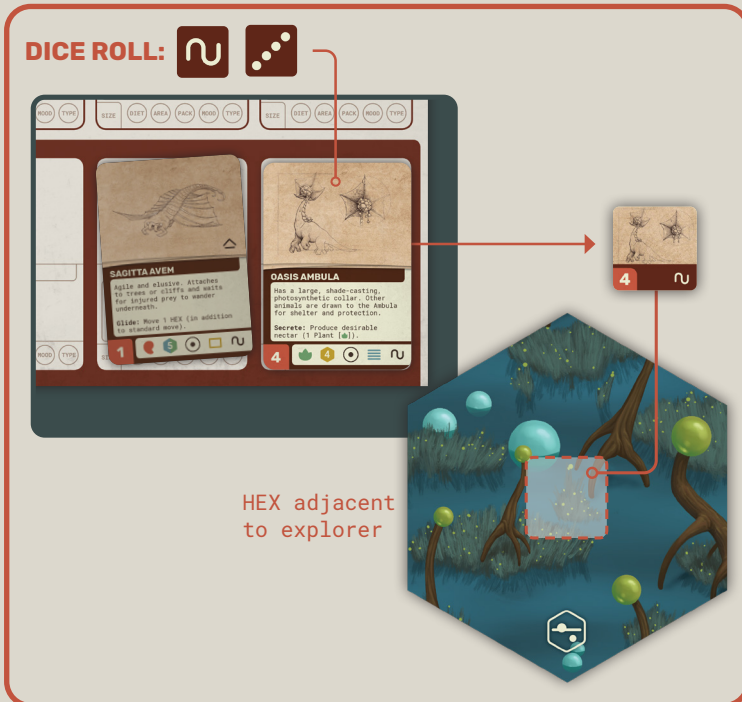 DICE ROLL:
MOOD TYPE
SIZE DIET AREA PACK MOOD TYPE
SIZE DIET AREA PACK MOOD TYPE
SAGITTA AVEM
Agile and elusive. Attaches
to trees or cliffs and waits
for injured prey to wander
underneath.
Glide: Move 1 HEX (in addition
to standard move).
1 5
OASIS AMBULA
Has a large, shade-casting,
photosynthetic collar. Other
animals are drawn to the Ambula
for shelter and protection.
Secrete: Produce desirable
nectar (1 Plant [ ]).
4 4
MOOD TYPE
4
HEX adjacent
to explorer